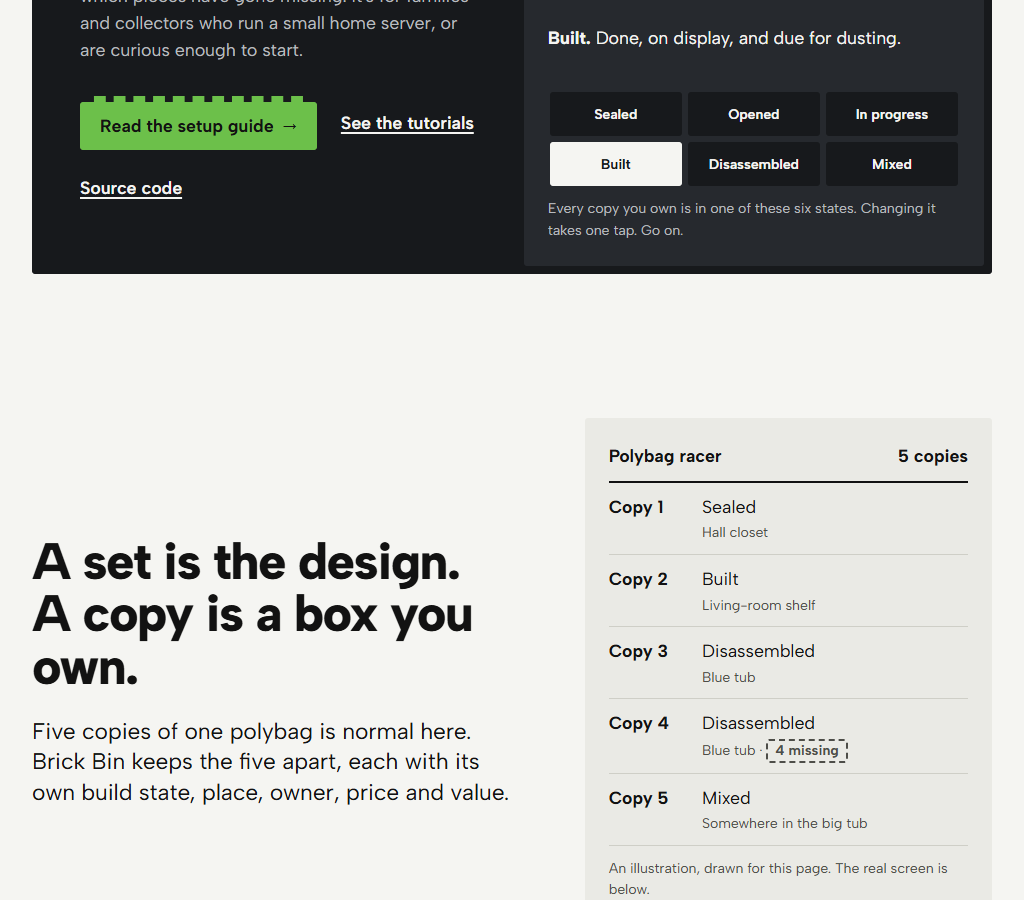 and collectors who run a small home server, or
are curious enough to start.
Read the setup guide →
See the tutorials
Source code
Built. Done, on display, and due for dusting.
Sealed
Opened
In progress
Built
Disassembled
Mixed
Every copy you own is in one of these six states. Changing it
takes one tap. Go on.
A set is the design.
A copy is a box you
own.
Five copies of one polybag is normal here.
Brick Bin keeps the five apart, each with its
own build state, place, owner, price and value.
Polybag racer 5 copies
Copy 1 Sealed
Hall closet
Copy 2 Built
Living-room shelf
Copy 3 Disassembled
Blue tub
Copy 4 Disassembled
Blue tub · 4 missing
Copy 5 Mixed
Somewhere in the big tub
An illustration, drawn for this page. The real screen is
below.